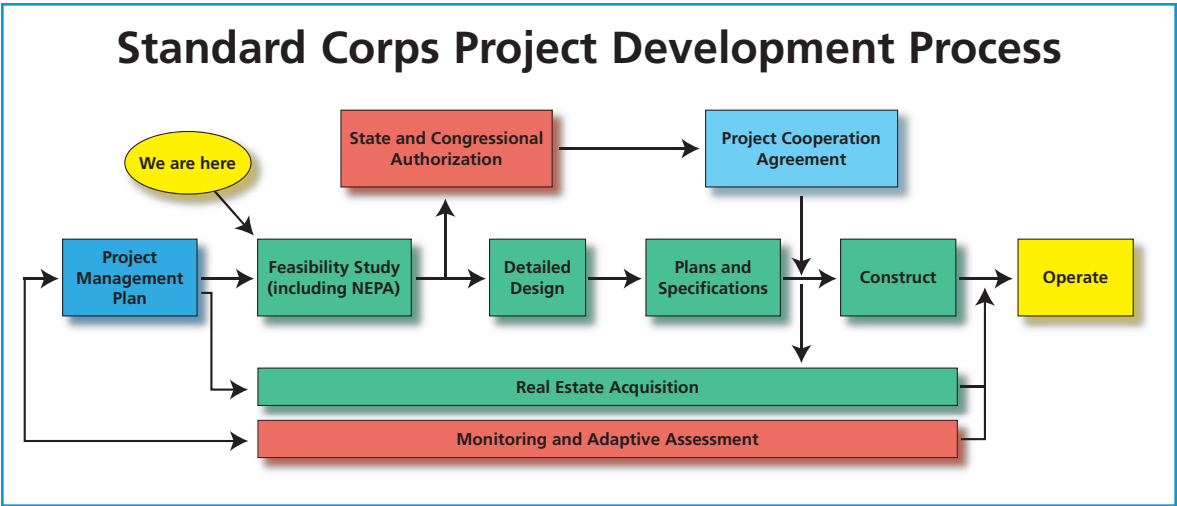 Standard Corps Project Development Process
State and Congressional
Authorization
Project Cooperation
Agreement
We are here
Project
Management
Plan
Feasibility Study
(including NEPA)
Detailed
Design
Plans and
Specifications
Construct
Operate
Real Estate Acquisition
Monitoring and Adaptive Assessment